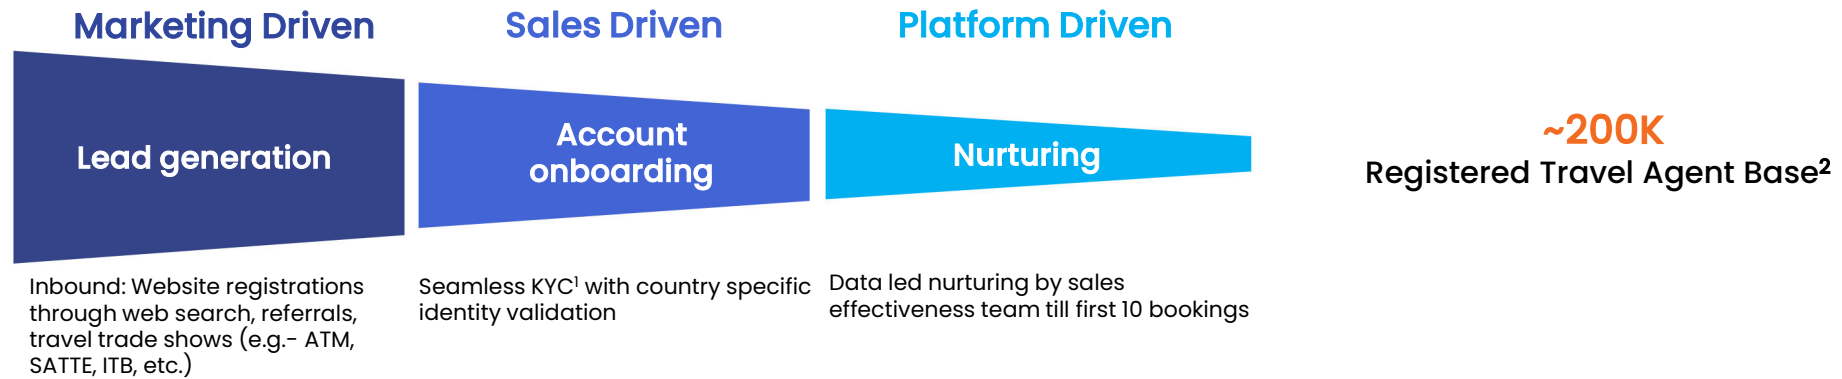 Marketing Driven
Sales Driven
Platform Driven
Lead generation
Account
onboarding
Nurturing
~200K
Registered Travel Agent Base²
Inbound: Website registrations
through web search, referrals,
travel trade shows (e.g.- ATM,
SATTE, ITB, etc.)
Seamless KYC¹ with country specific
identity validation
Data led nurturing by sales
effectiveness team till first 10 bookings